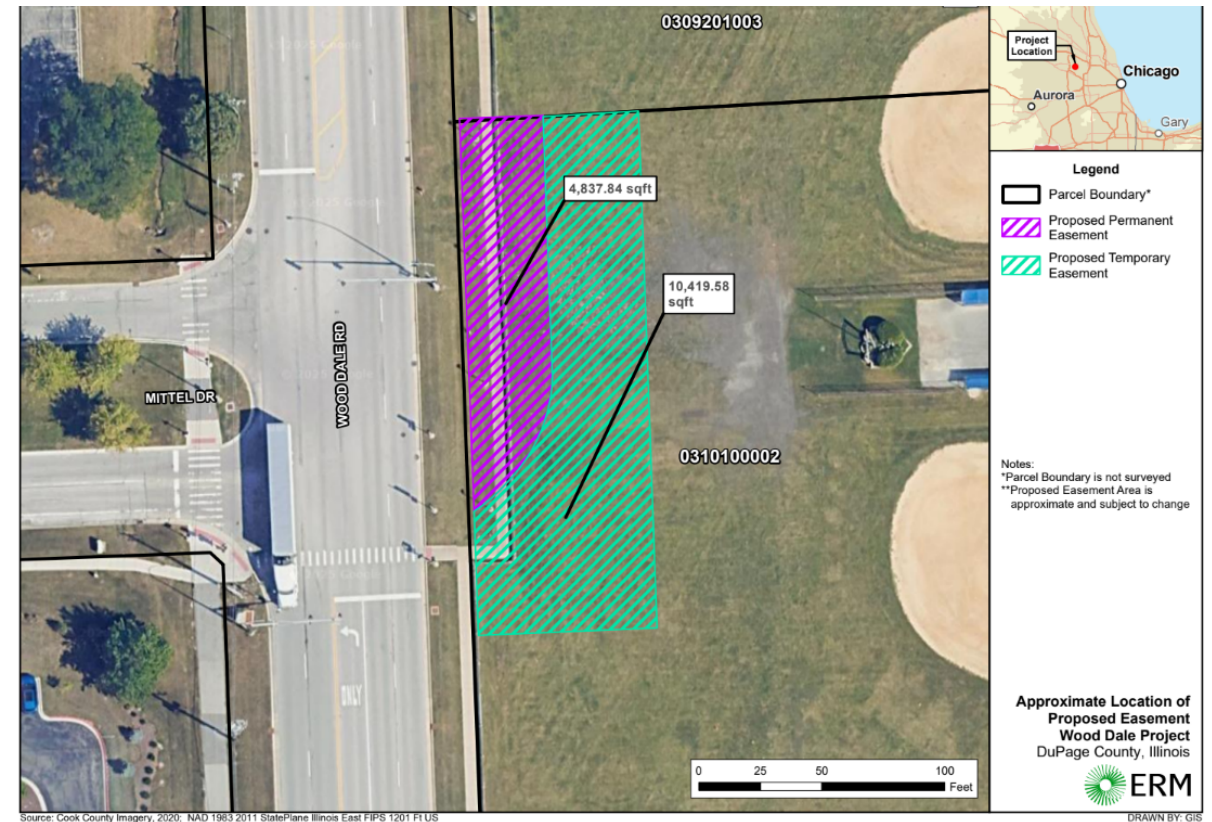 0309201003
© 2025 Google
4,837.84 sqft
10,419.58
sqft
WOOD DALE RD
MITTEL DR
0310100002
ONLY
0 25 50 100
Feet
Project
Location
Chicago
Aurora
Gary
Legend
Parcel Boundary*
Proposed Permanent
Easement
Proposed Temporary
Easement
Notes:
*Parcel Boundary is not surveyed
**Proposed Easement Area is
approximate and subject to change
Approximate Location of
Proposed Easement
Wood Dale Project
DuPage County, Illinois
ERM
Source: Cook County Imagery, 2020; NAD 1983 2011 StatePlane Illinois East FIPS 1201 Ft US
DRAWN BY: GIS